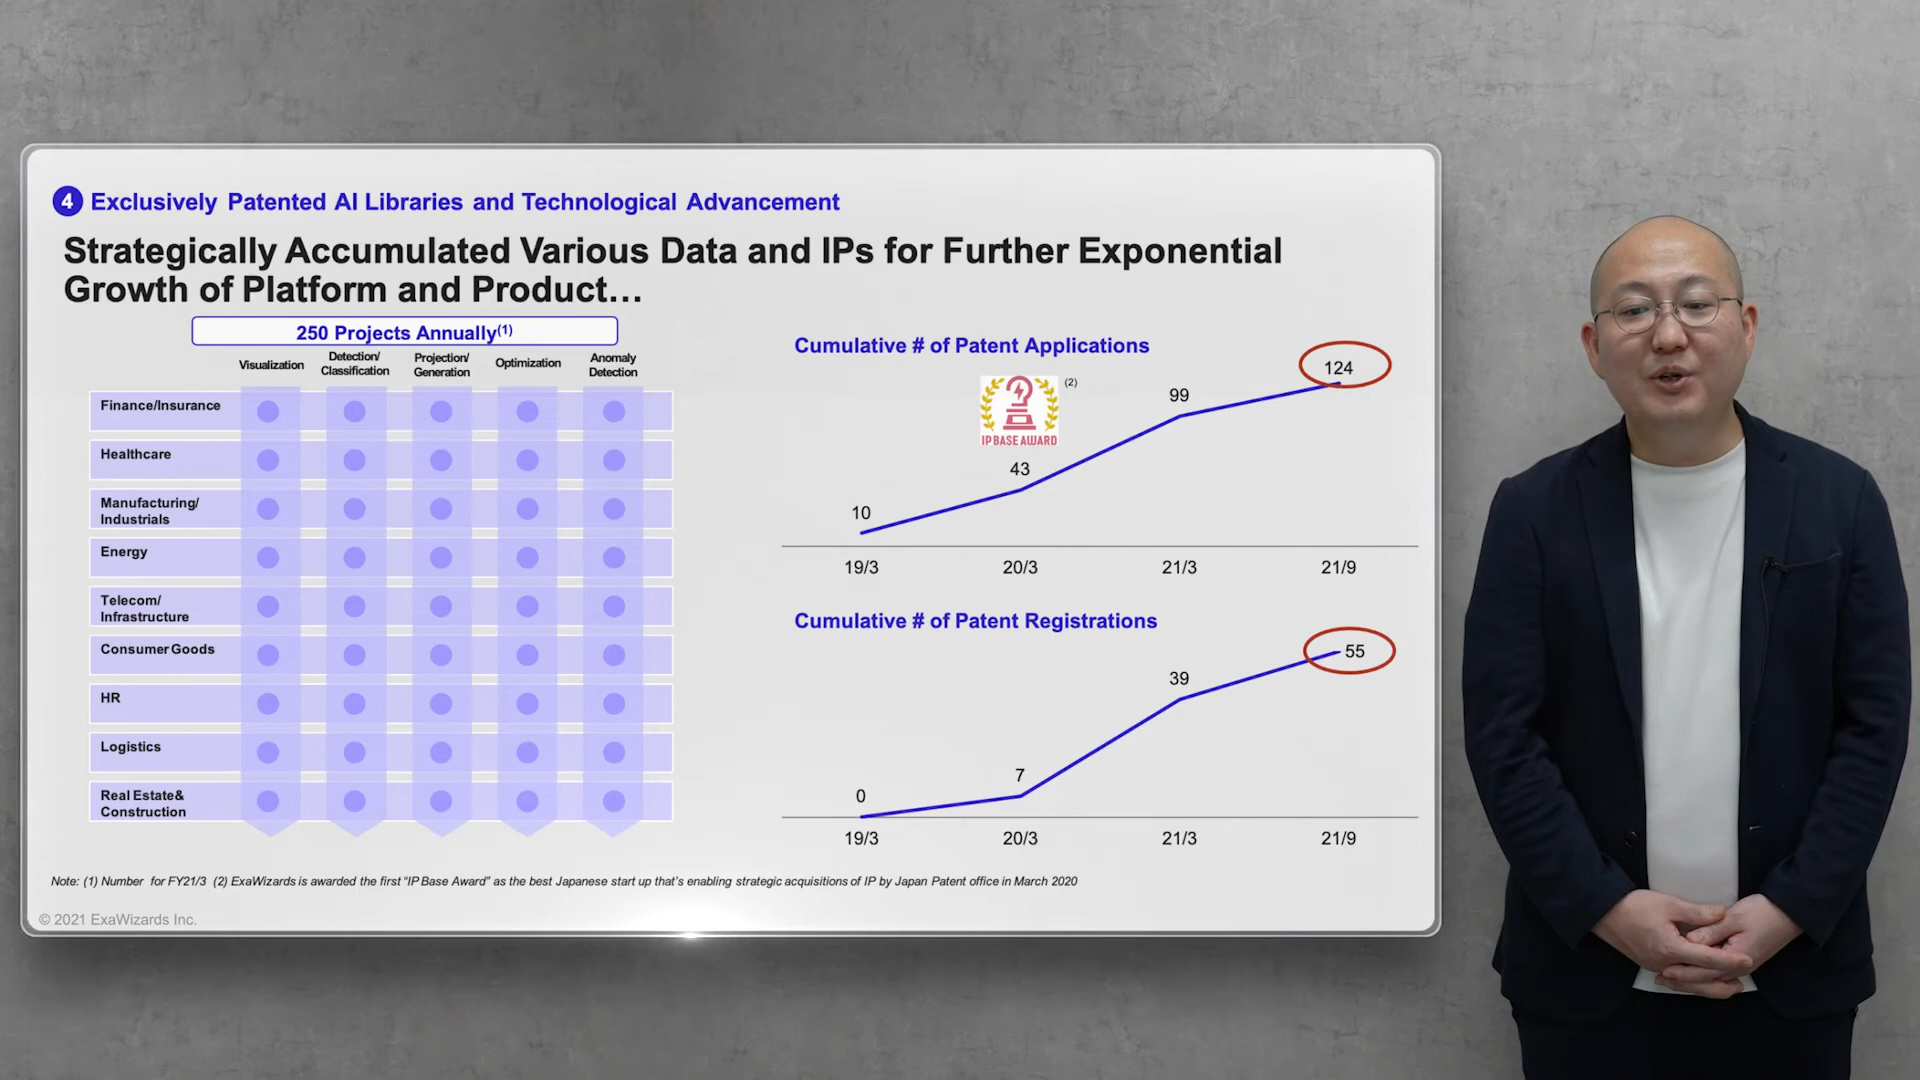 4 Exclusively Patented AI Libraries and Technological Advancement
Strategically Accumulated Various Data and IPs for Further Exponential
Growth of Platform and Product…
250 Projects Annually(1)
Visualization
Detection/
Classification
Projection/
Generation
Optimization
Anomaly
Detection
Finance/Insurance
Healthcare
Manufacturing/
Industrials
Energy
Telecom/
Infrastructure
Consumer Goods
HR
Logistics
Real Estate&
Construction
Cumulative # of Patent Applications
(2)
IP BASE AWARD
10
43
99
124
19/3
20/3
21/3
21/9
Cumulative # of Patent Registrations
0
7
39
55
19/3
20/3
21/3
21/9
Note: (1) Number for FY21/3 (2) ExaWizards is awarded the first “IP Base Award” as the best Japanese start up that’s enabling strategic acquisitions of IP by Japan Patent office in March 2020
© 2021 ExaWizards Inc.